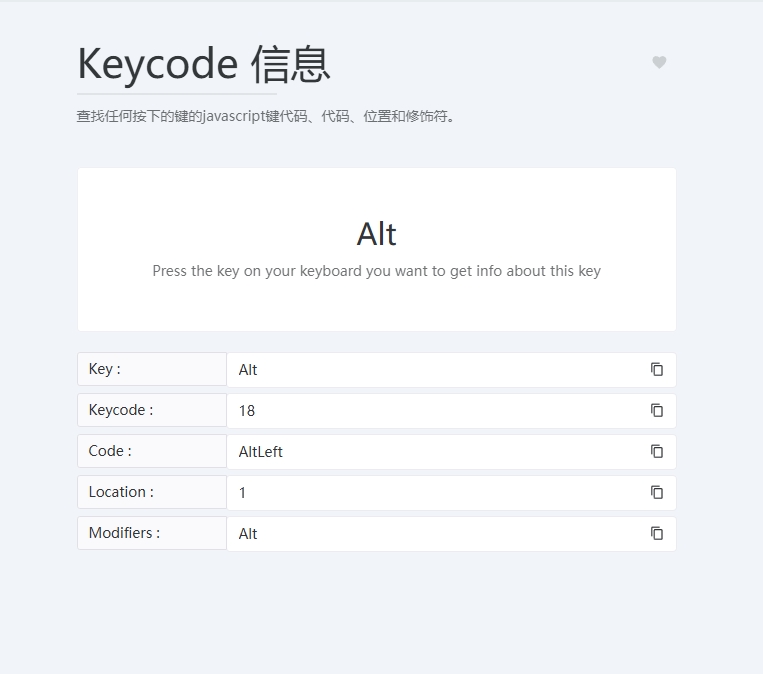 Keycode 信息
查找任何按下的键的javascript键代码、代码、位置和修饰符。
Alt
Press the key on your keyboard you want to get info about this key
Key : Alt
Keycode : 18
Code : AltLeft
Location : 1
Modifiers : Alt